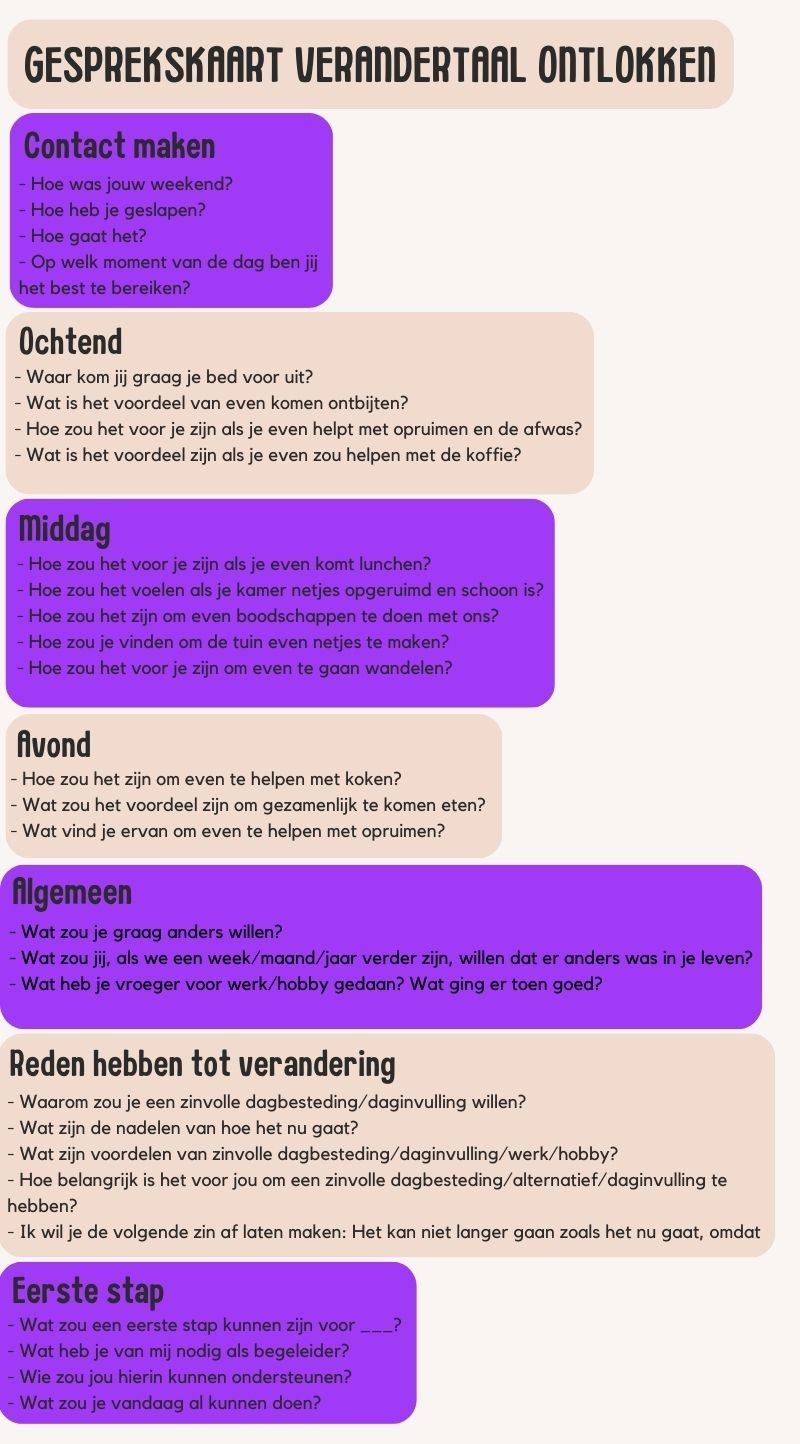 GESPREKSKAART VERANDERTAAL ONTLOKKEN
Contact maken
- Hoe was jouw weekend?
- Hoe heb je geslapen?
- Hoe gaat het?
- Op welk moment van de dag ben jij
het best te bereiken?
Ochtend
- Waar kom jij graag je bed voor uit?
- Wat is het voordeel van even komen ontbijten?
- Hoe zou het voor je zijn als je even helpt met opruimen en de afwas?
- Wat is het voordeel zijn als je even zou helpen met de koffie?
Middag
- Hoe zou het voor je zijn als je even komt lunchen?
- Hoe zou het voelen als je kamer netjes opgeruimd en schoon is?
- Hoe zou het zijn om even boodschappen te doen met ons?
- Hoe zou je vinden om de tuin even netjes te maken?
- Hoe zou het voor je zijn om even te gaan wandelen?
Avond
- Hoe zou het zijn om even te helpen met koken?
- Wat zou het voordeel zijn om gezamenlijk te komen eten?
- Wat vind je ervan om even te helpen met opruimen?
Algemeen
- Wat zou je graag anders willen?
- Wat zou jij, als we een week/maand/jaar verder zijn, willen dat er anders was in je leven?
- Wat heb je vroeger voor werk/hobby gedaan? Wat ging er toen goed?
Reden hebben tot verandering
- Waarom zou je een zinvolle dagbesteding/daginvulling willen?
- Wat zijn de nadelen van hoe het nu gaat?
- Wat zijn voordelen van zinvolle dagbesteding/daginvulling/werk/hobby?
- Hoe belangrijk is het voor jou om een zinvolle dagbesteding/alternatief/daginvulling te
hebben?
- Ik wil je de volgende zin af laten maken: Het kan niet langer gaan zoals het nu gaat, omdat
Eerste stap
- Wat zou een eerste stap kunnen zijn voor ___?
- Wat heb je van mij nodig als begeleider?
- Wie zou jou hierin kunnen ondersteunen?
- Wat zou je vandaag al kunnen doen?